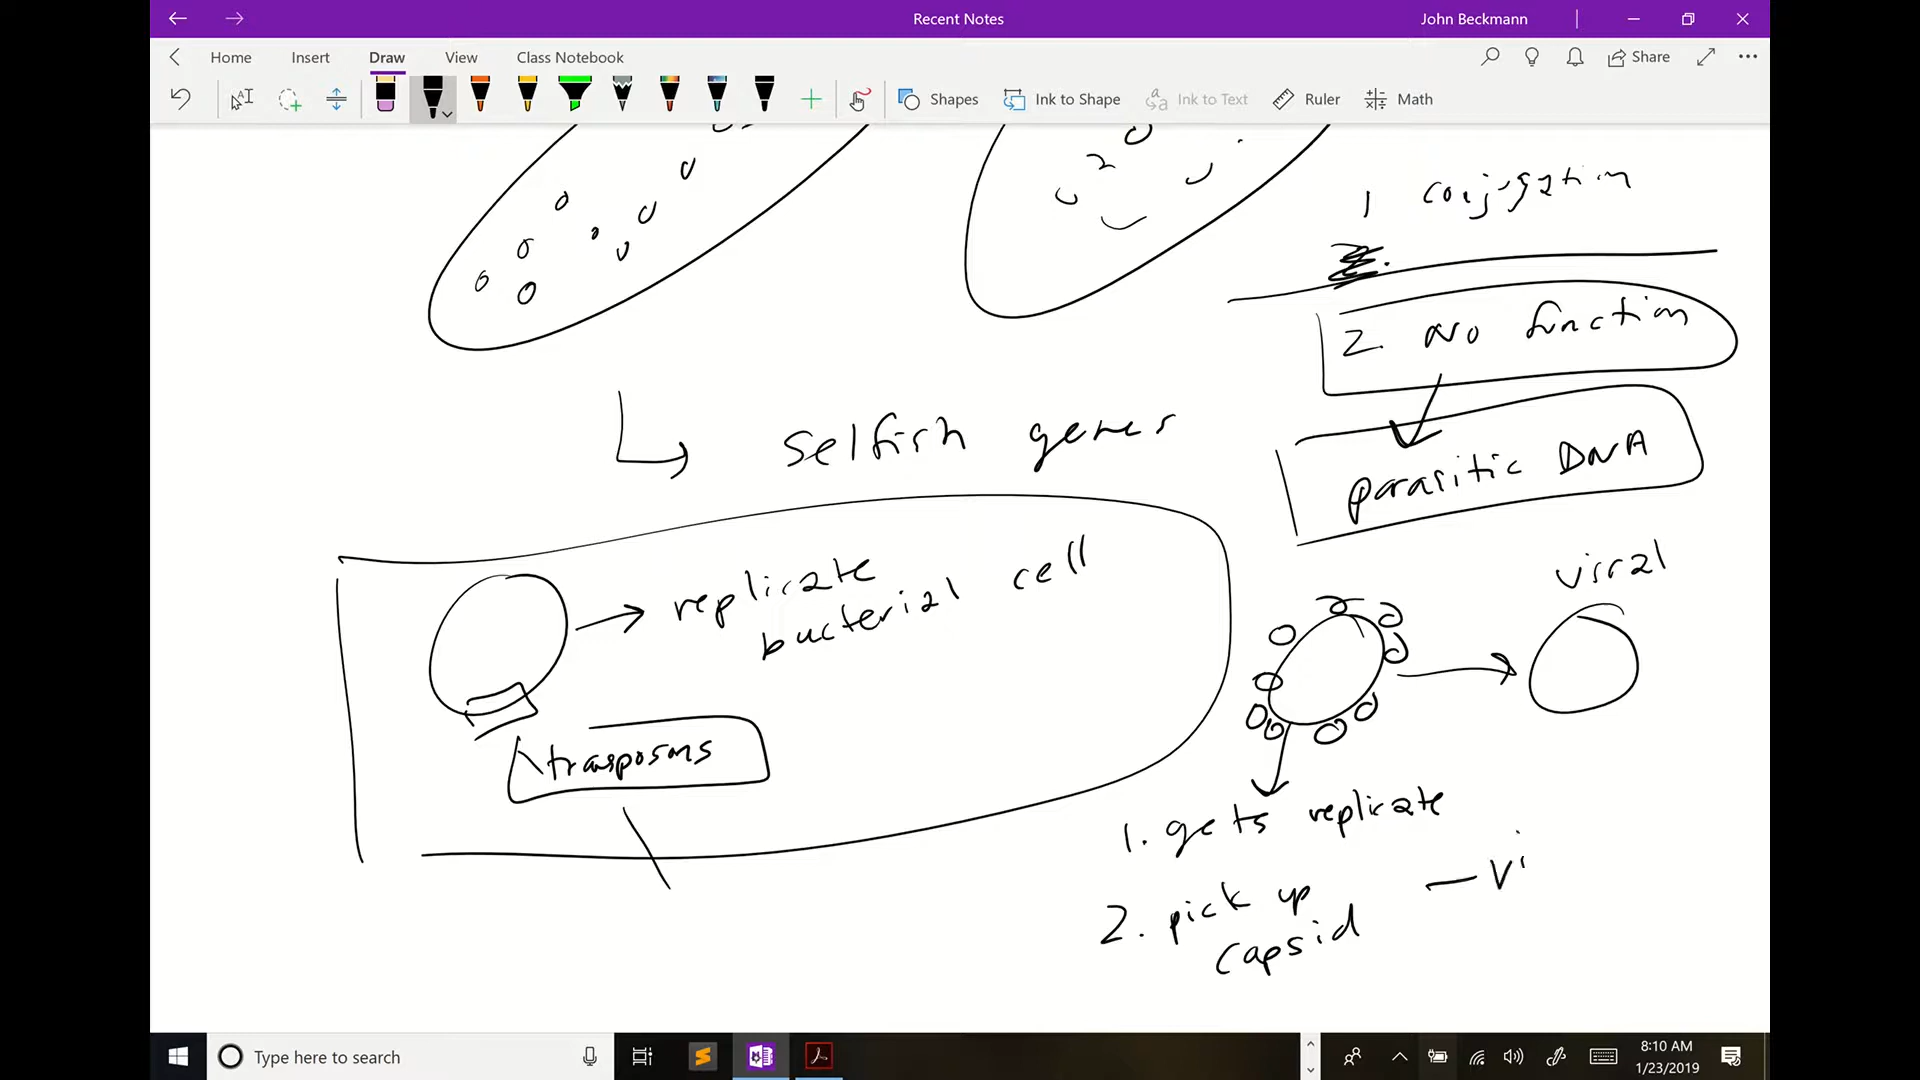 Recent Notes
John Beckmann
Home
Insert
Draw
View
Class Notebook
Share
Shapes
Ink to Shape
Ink to Text
Ruler
Math
1 conjugation
2. No function
Selfish genes
parasitic DNA
replicate
bacterial cell
viral
trasposons
1. gets replicate
2. pick up
capsid
— Vi
Type here to search
8:10 AM
1/23/2019